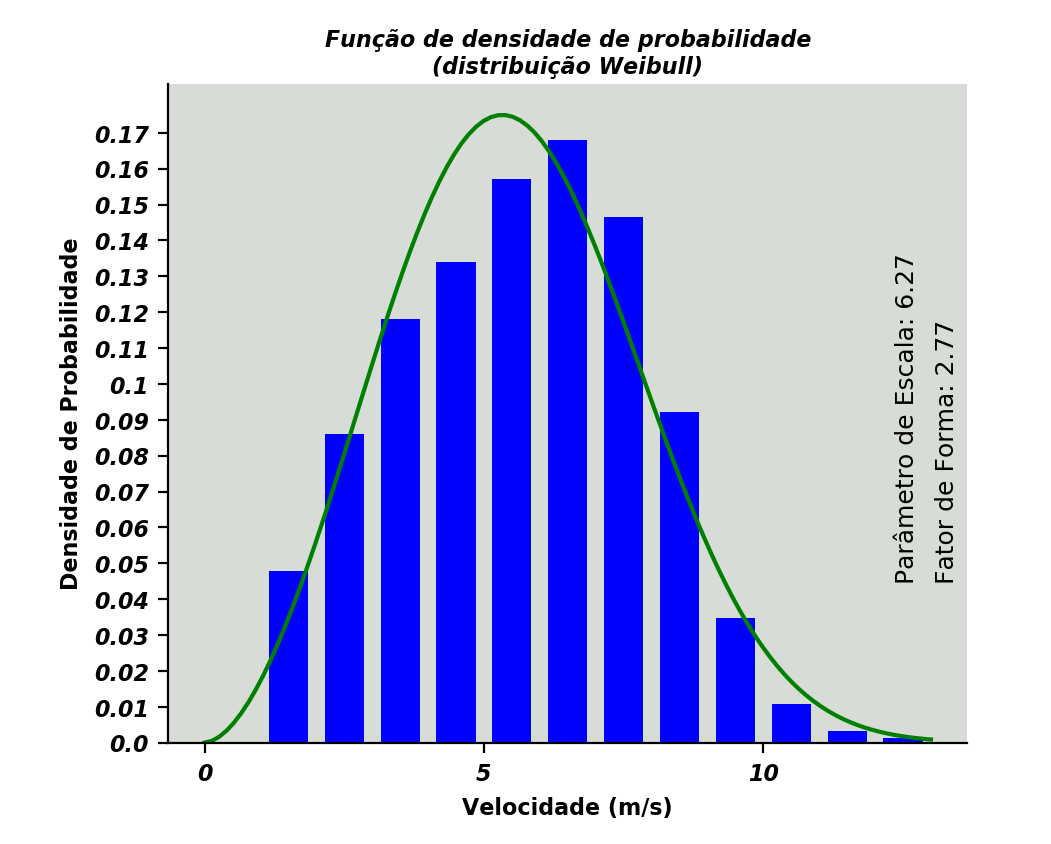 Função de densidade de probabilidade
(distribuição Weibull)
Densidade de Probabilidade
0.17
0.16
0.15
0.14
0.13
0.12
0.11
0.1
0.09
0.08
0.07
0.06
0.05
0.04
0.03
0.02
0.01
0.0
Parâmetro de Escala: 6.27
Fator de Forma: 2.77
0 5 10
Velocidade (m/s)